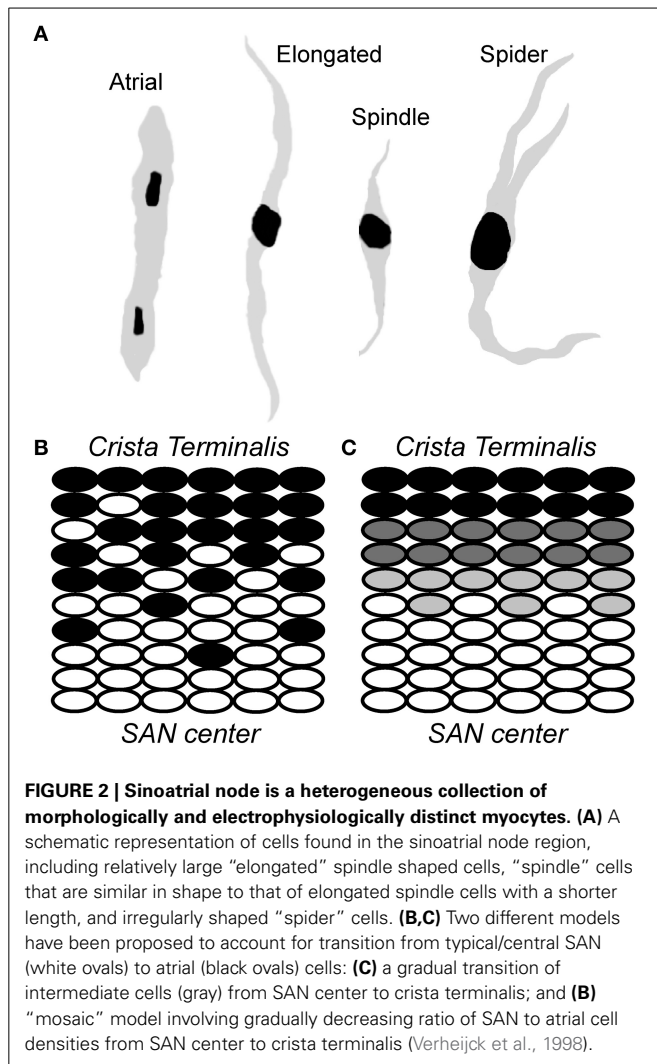 A
Atrial
Elongated
Spindle
Spider
B
Crista Terminalis
SAN center
C
Crista Terminalis
SAN center
FIGURE 2 | Sinoatrial node is a heterogeneous collection of
morphologically and electrophysiologically distinct myocytes. (A) A
schematic representation of cells found in the sinoatrial node region,
including relatively large “elongated” spindle shaped cells, “spindle” cells
that are similar in shape to that of elongated spindle cells with a shorter
length, and irregularly shaped “spider” cells. (B,C) Two different models
have been proposed to account for transition from typical/central SAN
(white ovals) to atrial (black ovals) cells: (C) a gradual transition of
intermediate cells (gray) from SAN center to crista terminalis; and (B)
“mosaic” model involving gradually decreasing ratio of SAN to atrial cell
densities from SAN center to crista terminalis (Verheijck et al., 1998).